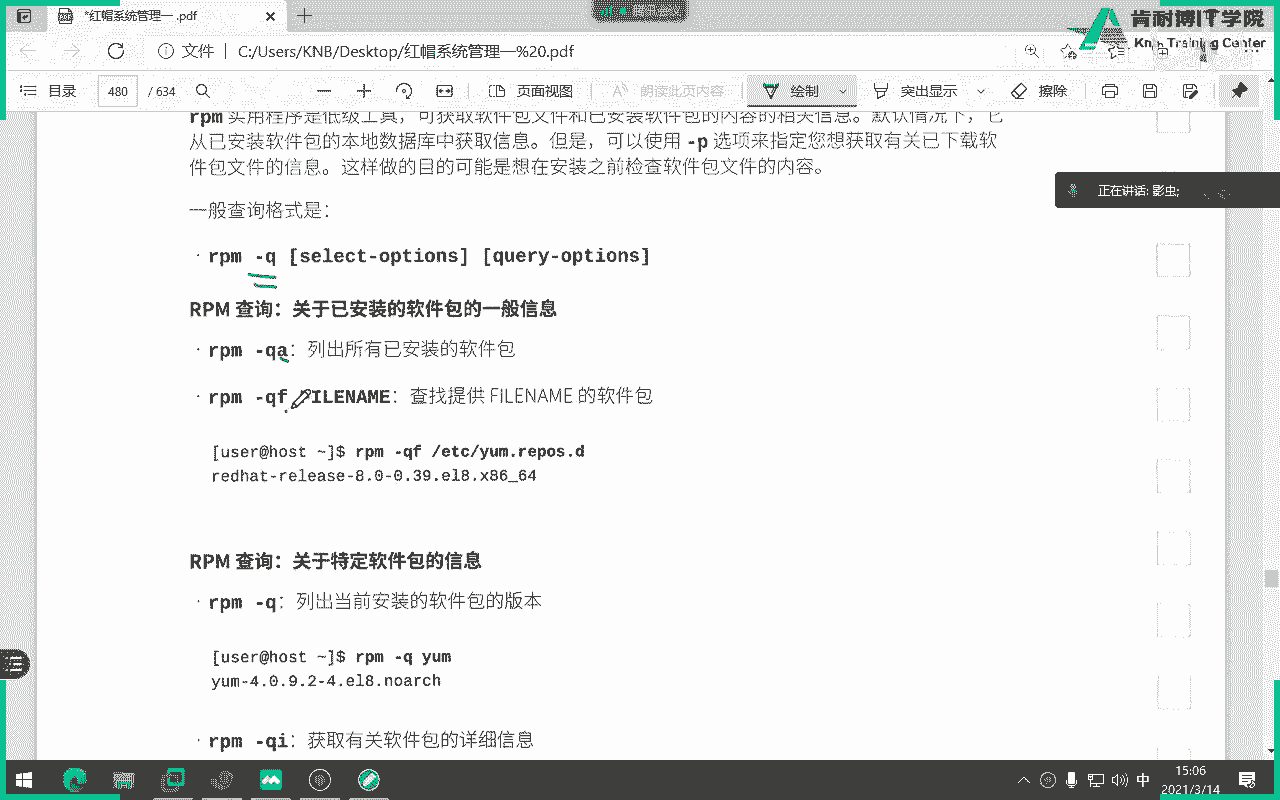 *红帽系统管理一 .pdf
肯耐博IT学院
KNB Training Center
文件 | C:/Users/KNB/Desktop/红帽系统管理一%20.pdf
目录 480 / 634 页面视图 朗读此页内容 绘制 突出显示 擦除
rpm 实用程序是低级工具，可获取软件包文件和已安装软件包的内容的相关信息。默认情况下，它
从已安装软件包的本地数据库中获取信息。但是，可以使用 -p 选项来指定您想获取有关已下载软
件包文件的信息。这样做的目的可能是想在安装之前检查软件包文件的内容。
正在讲话: 影虫;
一般查询格式是：
· rpm -q [select-options] [query-options]
RPM 查询：关于已安装的软件包的一般信息
· rpm -qa：列出所有已安装的软件包
· rpm -qf FILENAME：查找提供 FILENAME 的软件包
[user@host ~]$ rpm -qf /etc/yum.repos.d
redhat-release-8.0-0.39.el8.x86_64
RPM 查询：关于特定软件包的信息
· rpm -q：列出当前安装的软件包的版本
[user@host ~]$ rpm -q yum
yum-4.0.9.2-4.el8.noarch
· rpm -qi：获取有关软件包的详细信息
中
15:06
2021/3/14